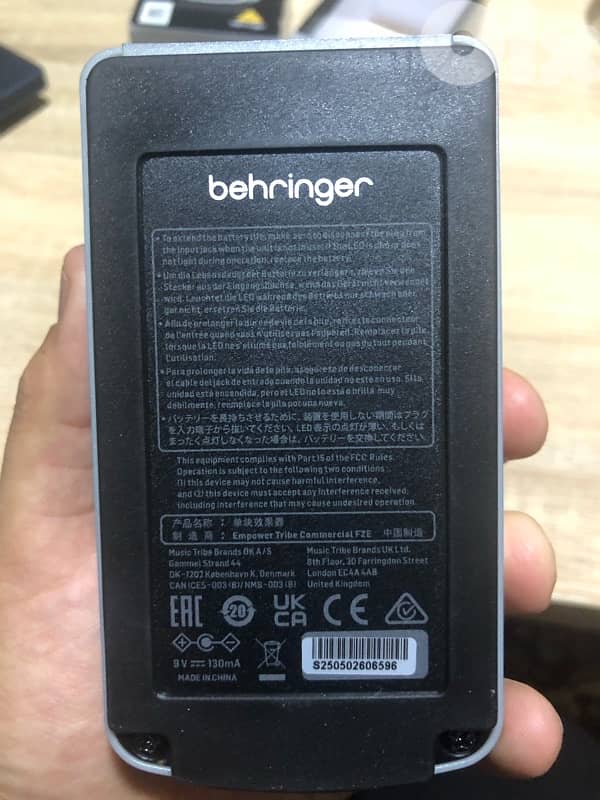 behringer
• To extend the battery life, make sure to disconnect the plug from
the input jack when the unit is not in use. If the LED is dim or does
not light during operation, replace the battery.
• Um die Lebensdauer der Batterie zu verlängern, ziehen Sie den
Stecker aus der Eingangsbuchse, wenn das Gerät nicht verwendet
wird. Leuchtet die LED während des Betriebs nur schwach oder
gar nicht, ersetzen Sie die Batterie.
• Afin de prolonger la durée de vie de la pile, retirez le connecteur
de l'entrée quand vous n'utilisez pas l'appareil. Remplacez la pile
lorsque la LED ne s'allume pas, faiblement ou pas du tout pendant
l'utilisation.
• Para prolongar la vida de la pila, asegúrese de desconectar
el cable del jack de entrada cuando la unidad no esté en uso. Si la
unidad está encendida, pero el LED no está o brilla muy
débilmente, reemplace la pila por una nueva.
• バッテリーを長持ちさせるために、装置を使用しない期間はプラグ
を入力端子から抜いてください。LED 表示の点灯が薄い、もしくは
まったく点灯しなくなった場合は、バッテリーを交換してください。
This equipment complies with Part 15 of the FCC Rules.
Operation is subject to the following two conditions:
(1) this device may not cause harmful interference,
and (2) this device must accept any interference received,
including interference that may cause undesired operation.
产品名称： 单块效果器
制 造 商： Empower Tribe Commercial FZE 中国制造
Music Tribe Brands DK A/S
Gammel Strand 44
DK-1202 København K, Denmark
CAN ICES-003 (B)/NMB-003 (B)
Music Tribe Brands UK Ltd.
8th Floor, 20 Farringdon Street
London EC4A 4AB
United Kingdom
EAC 20 UK CA CE
9 V 130mA
MADE IN CHINA
S250502606596